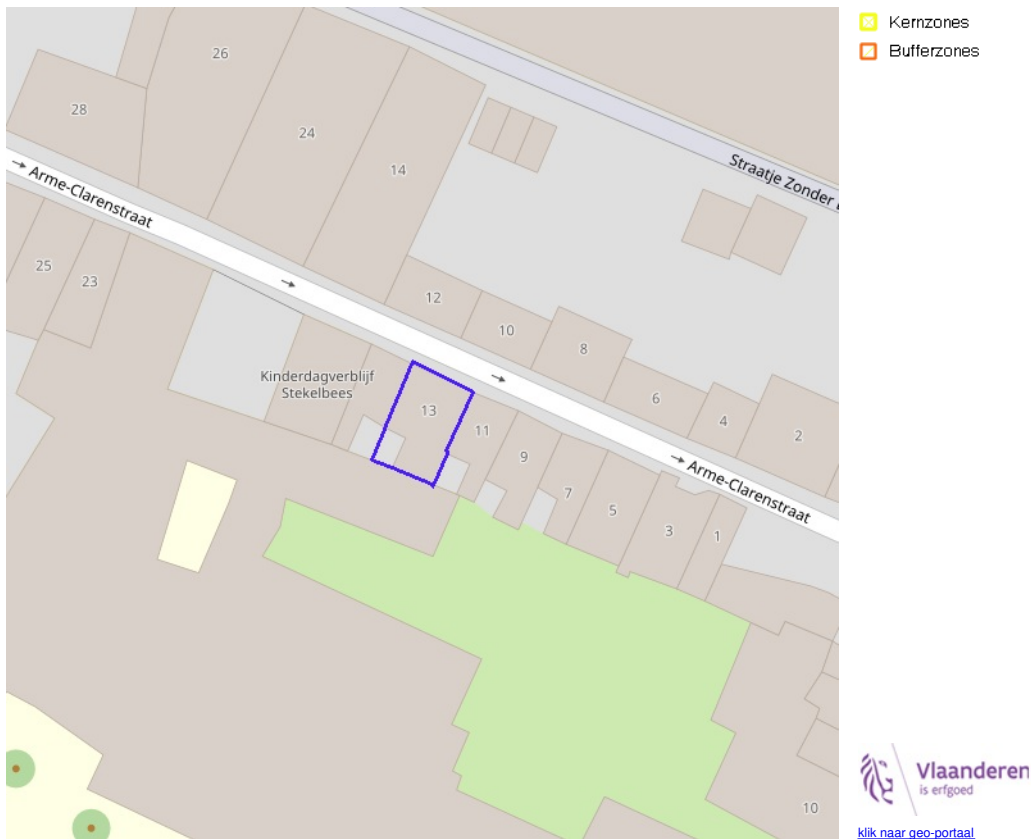 Kernzones
Bufferzones
26
28
24
14
Straatje Zonder
Arme-Clarenstraat
25
23
12
10
8
Kinderdagverblijf
Stekelbees
13
11
6
4
2
9
7
5
3
1
Arme-Clarenstraat
10
Vlaanderen
is erfgoed
klik naar geo-portaal